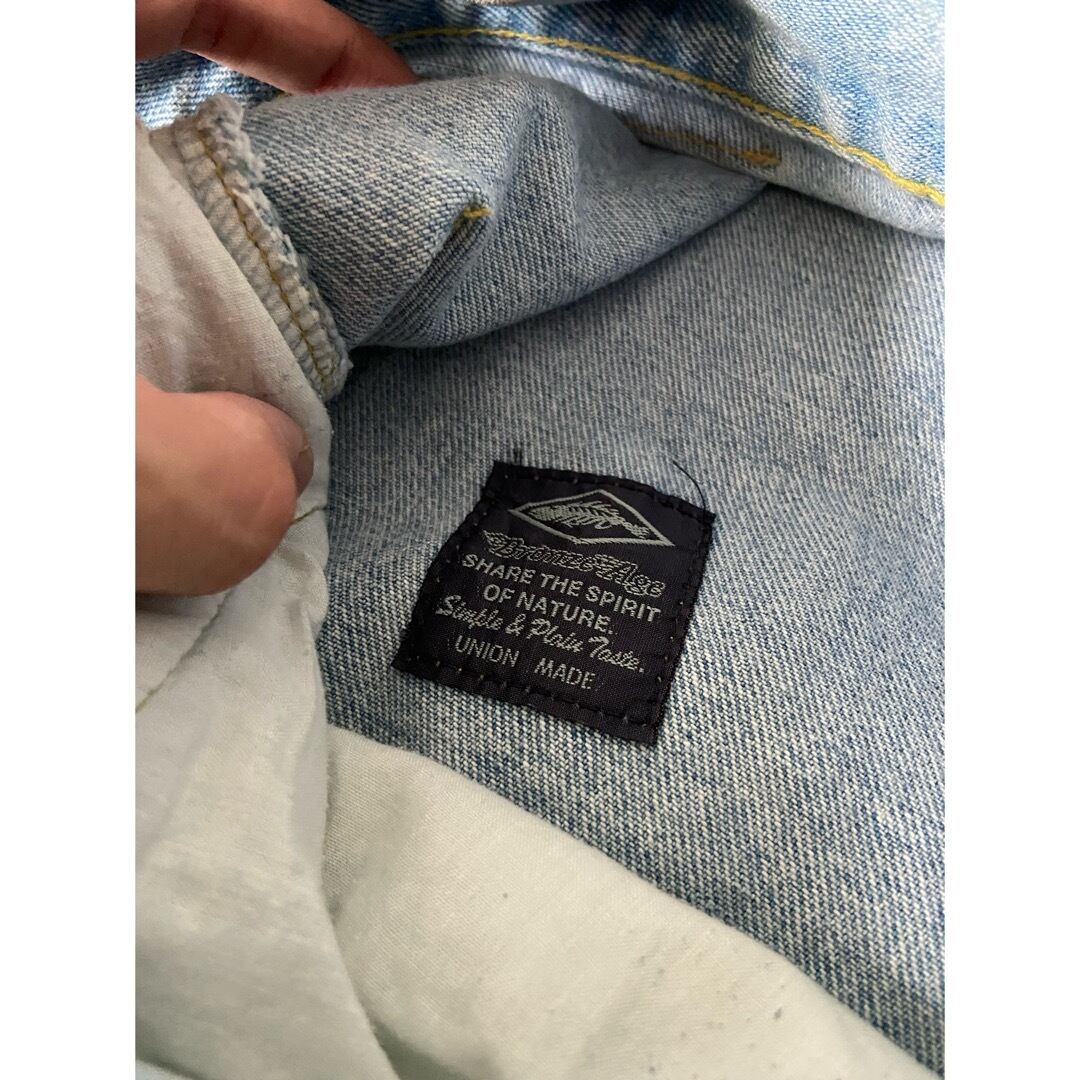 Bronze Age
SHARE THE SPIRIT
OF NATURE.
Simple & Plain Taste.
UNION MADE